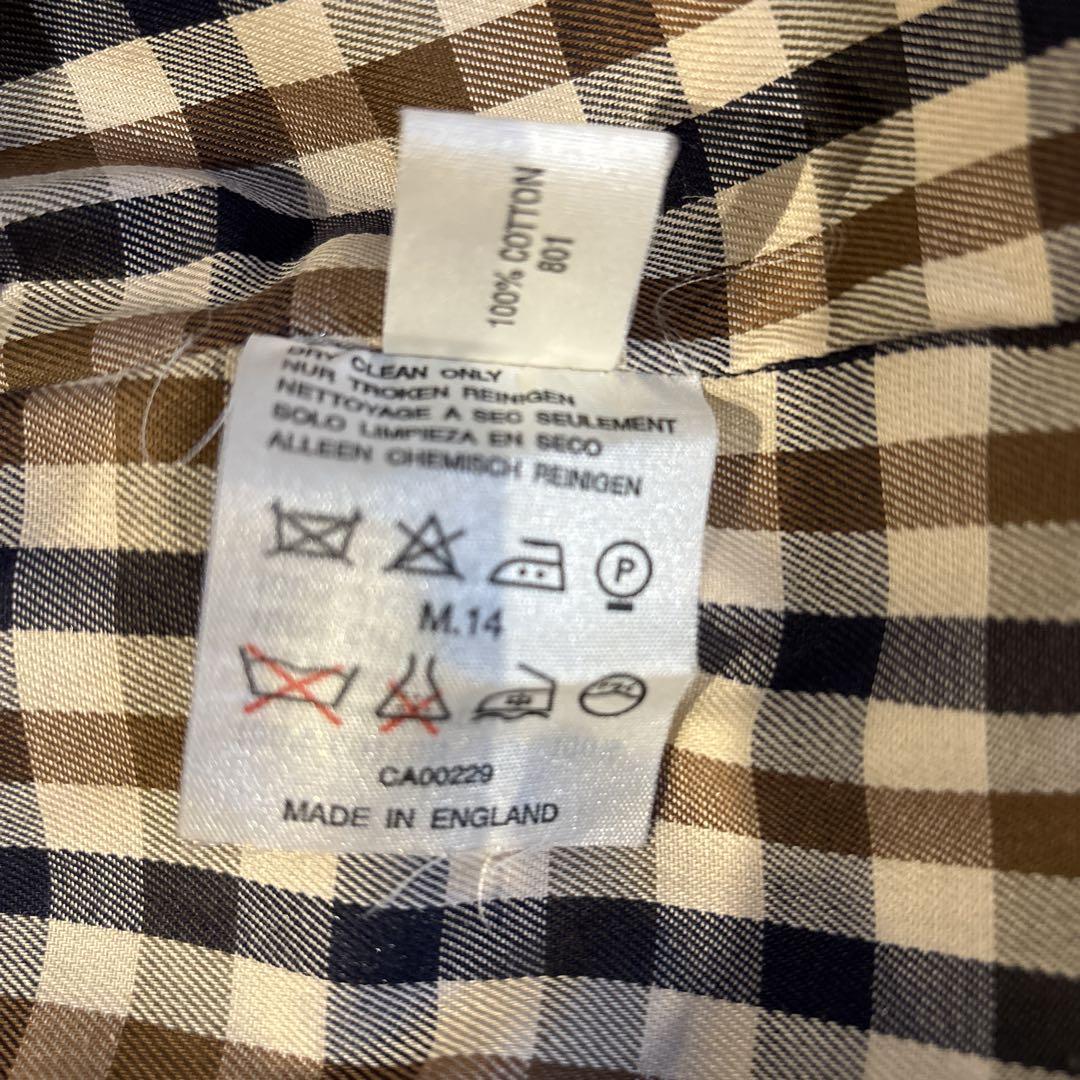 100% COTTON
801
DRY CLEAN ONLY
NUR TROKEN REINIGEN
NETTOYAGE A SEC SEULEMENT
SOLO LIMPIEZA EN SECO
ALLEEN CHEMISCH REINIGEN
P
M.14
CA00229
MADE IN ENGLAND